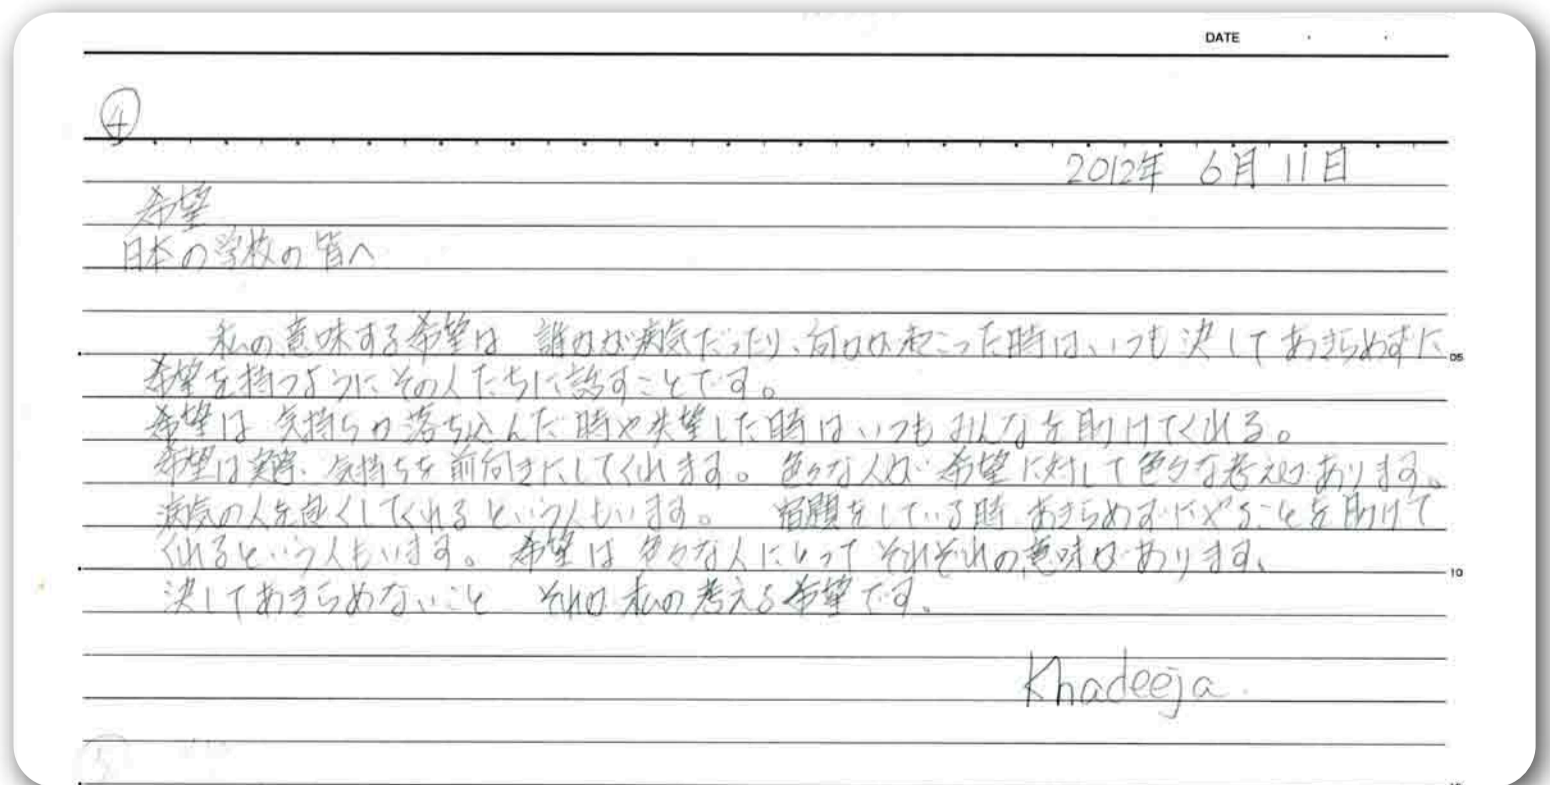 DATE
④
2012年 6月 11日
希望
日本の学校の皆へ
私の意味する希望は 誰かが病気だったり、何かが起こった時は、いつも決してあきらめずに
05
希望を持つようにその人たちに話すことです。
希望は 気持ちが落ち込んだ時や失望した時はいつもみんなを助けてくれる。
希望は実際、気持ちを前向きにしてくれます。色々な人が希望に対して色々な考えがあります。
病気の人を良くしてくれるという人もいます。 宿題をしている時あきらめずにやることを助けて
くれるという人もいます。希望は色々な人にとってそれぞれの意味があります、
10
決してあきらめないこと それが私の考える希望です。
Khadeeja.